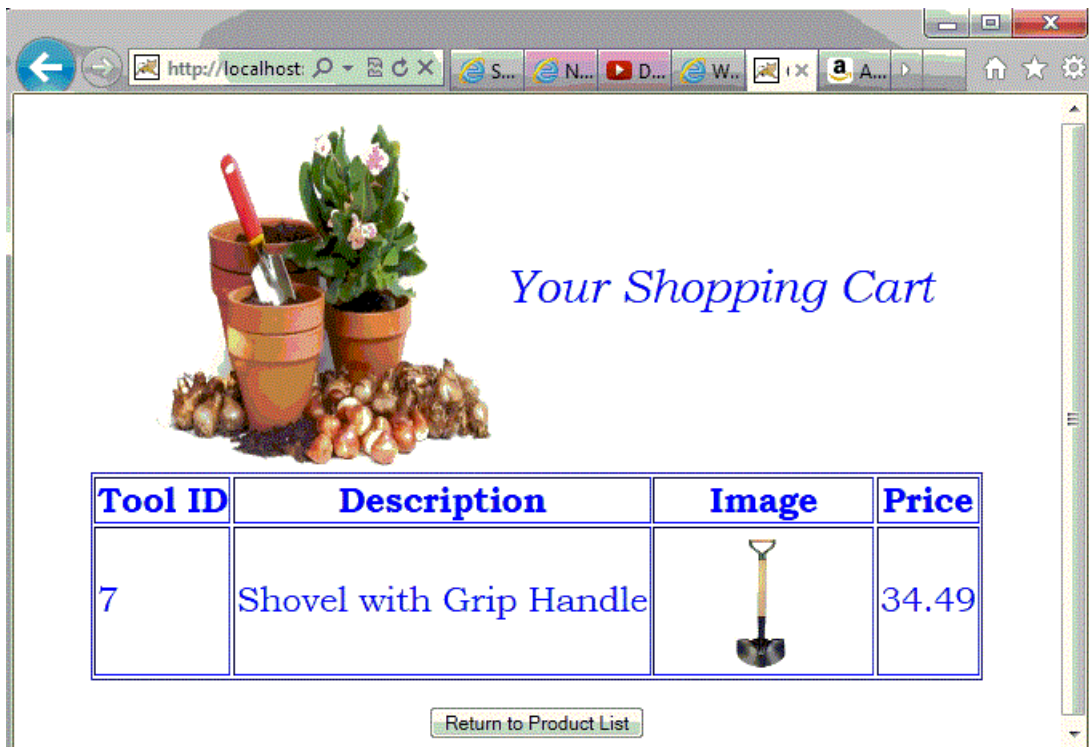 http://localhost:
S...
N...
D...
W..
A...
Your Shopping Cart
Tool ID Description Image Price
7 Shovel with Grip Handle 34.49
Return to Product List